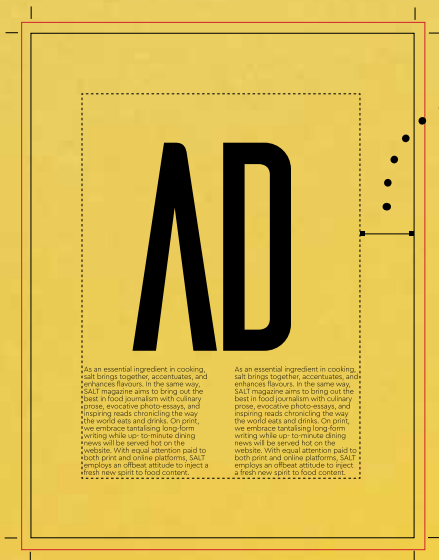 AD
As an essential ingredient in cooking,
salt brings together, accentuates, and
enhances flavours. In the same way,
SALT magazine aims to bring out the
best in food journalism with culinary
prose, evocative photo-essays, and
inspiring reads chronicling the way
the world eats and drinks. On print,
we embrace tantalising long-form
writing while up- to-minute dining
news will be served hot on the
website. With equal attention paid to
both print and online platforms, SALT
employs an offbeat attitude to inject a
fresh new spirit to food content.
As an essential ingredient in cooking,
salt brings together, accentuates, and
enhances flavours. In the same way,
SALT magazine aims to bring out the
best in food journalism with culinary
prose, evocative photo-essays, and
inspiring reads chronicling the way
the world eats and drinks. On print,
we embrace tantalising long-form
writing while up- to-minute dining
news will be served hot on the
website. With equal attention paid to
both print and online platforms, SALT
employs an offbeat attitude to inject
a fresh new spirit to food content.